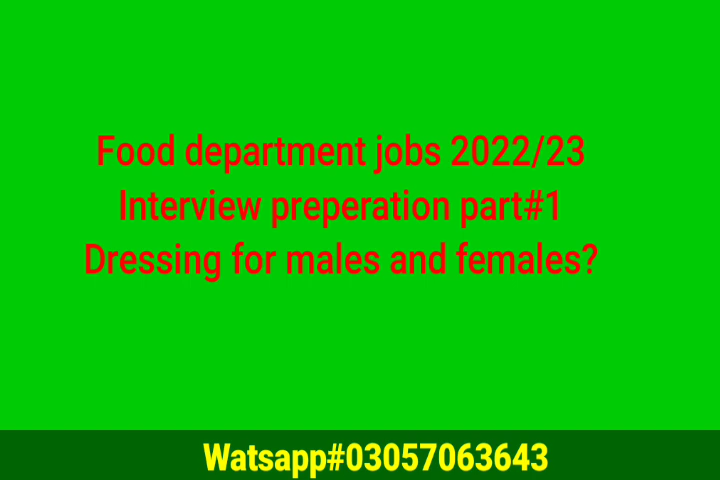 Food department jobs 2022/23
Interview preperation part#1
Dressing for males and females?
Watsapp#03057063643